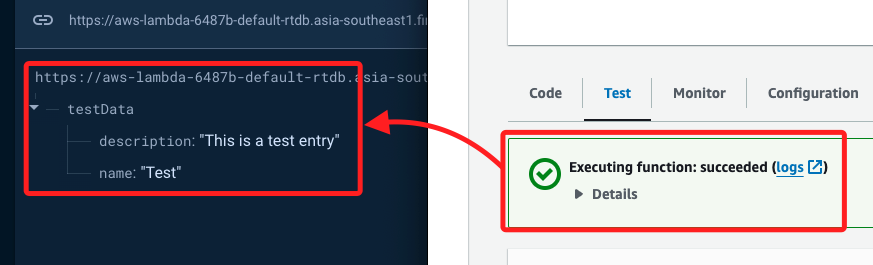 https://aws-lambda-6487b-default-rtdb.asia-southeast1.fir
https://aws-lambda-6487b-default-rtdb.asia-sout
testData
description: "This is a test entry"
name: "Test"
Code
Test
Monitor
Configuration
Executing function: succeeded (logs)
Details